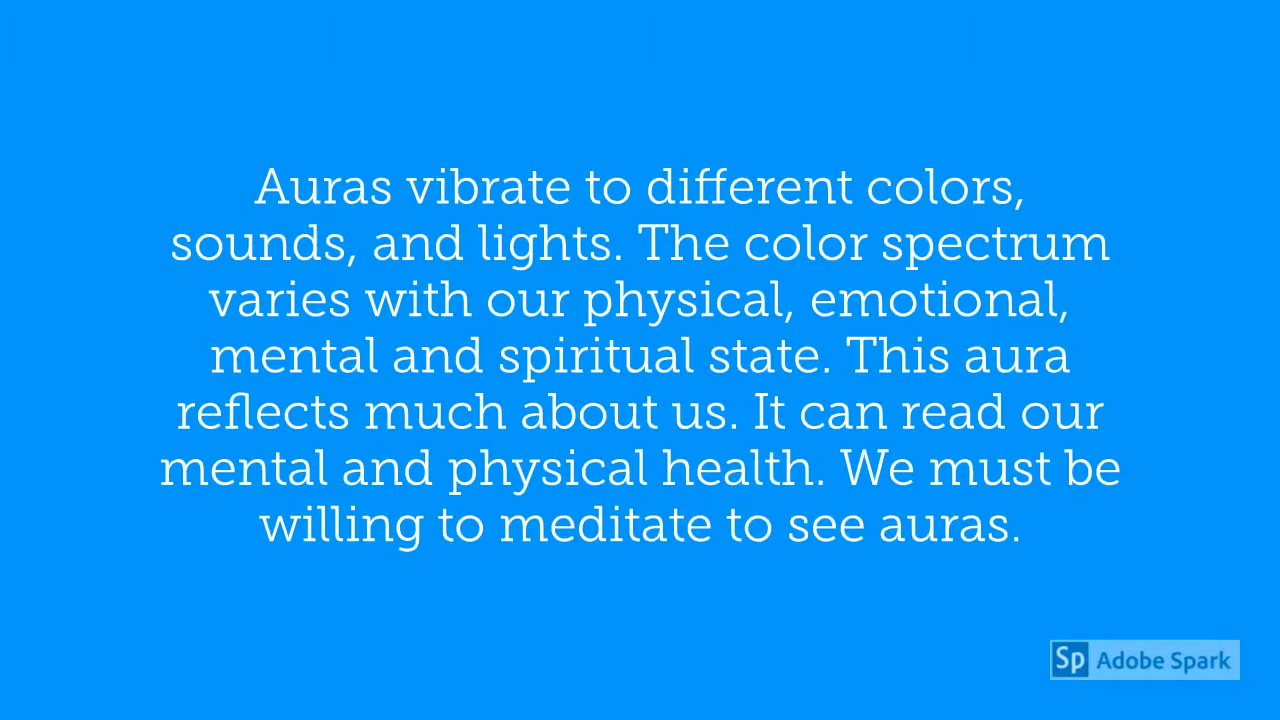 Auras vibrate to different colors,
sounds, and lights. The color spectrum
varies with our physical, emotional,
mental and spiritual state. This aura
reflects much about us. It can read our
mental and physical health. We must be
willing to meditate to see auras.
Sp Adobe Spark